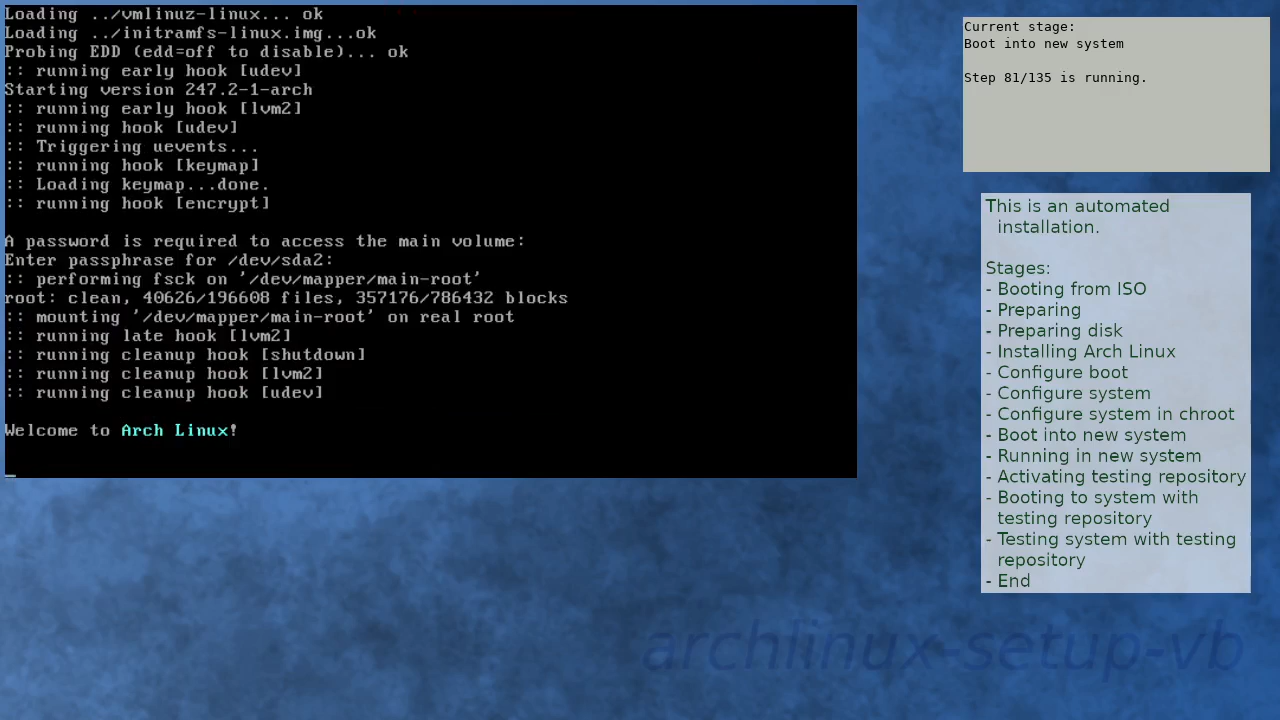 Loading ../vmlinuz-linux... ok
Loading ../initramfs-linux.img...ok
Probing EDD (edd=off to disable)... ok
:: running early hook [udev]
Starting version 247.2-1-arch
:: running early hook [lvm2]
:: running hook [udev]
:: Triggering uevents...
:: running hook [keymap]
:: Loading keymap...done.
:: running hook [encrypt]

A password is required to access the main volume:
Enter passphrase for /dev/sda2:
:: performing fsck on '/dev/mapper/main-root'
root: clean, 40626/196608 files, 357176/786432 blocks
:: mounting '/dev/mapper/main-root' on real root
:: running late hook [lvm2]
:: running cleanup hook [shutdown]
:: running cleanup hook [lvm2]
:: running cleanup hook [udev]

Welcome to Arch Linux!

Current stage:
Boot into new system

Step 81/135 is running.

This is an automated
installation.

Stages:
- Booting from ISO
- Preparing
- Preparing disk
- Installing Arch Linux
- Configure boot
- Configure system
- Configure system in chroot
- Boot into new system
- Running in new system
- Activating testing repository
- Booting to system with
testing repository
- Testing system with testing
repository
- End

archlinux-setup-vb